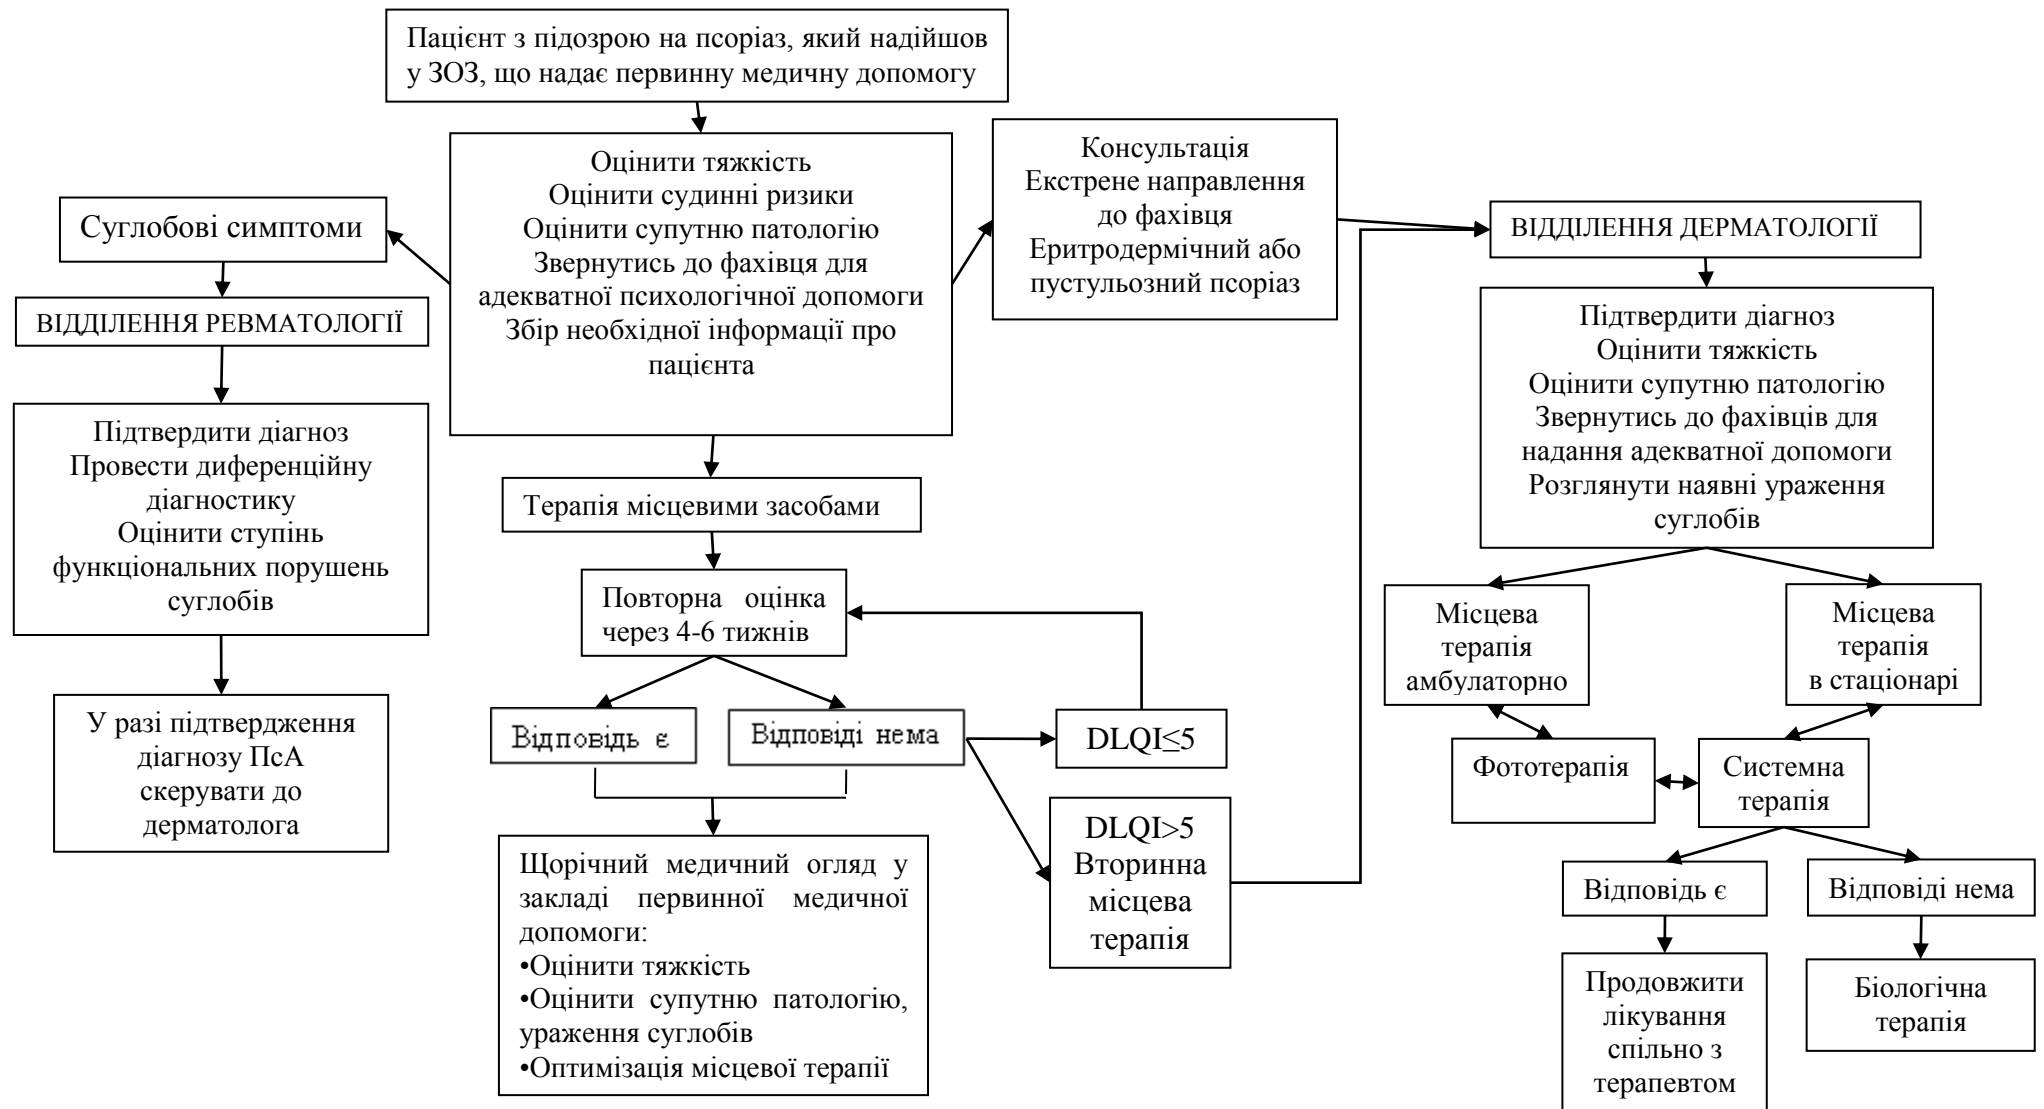 Пацієнт з підозрою на псоріаз, який надійшов
у ЗОЗ, що надає первинну медичну допомогу
Оцінити тяжкість
Оцінити судинні ризики
Оцінити супутню патологію
Звернутись до фахівця для
адекватної психологічної допомоги
Збір необхідної інформації про
пацієнта
Суглобові симптоми
ВІДДІЛЕННЯ РЕВМАТОЛОГІЇ
Підтвердити діагноз
Провести диференційну
діагностику
Оцінити ступінь
функціональних порушень
суглобів
У разі підтвердження
діагнозу ПсА
скерувати до
дерматолога
Терапія місцевими засобами
Повторна оцінка
через 4-6 тижнів
Відповідь є
Відповіді нема
DLQI≤5
DLQI>5
Вторинна
місцева
терапія
Щорічний медичний огляд у
закладі первинної медичної
допомоги:
•Оцінити тяжкість
•Оцінити супутню патологію,
ураження суглобів
•Оптимізація місцевої терапії
Консультація
Екстрене направлення
до фахівця
Еритродермічний або
пустульозний псоріаз
ВІДДІЛЕННЯ ДЕРМАТОЛОГІЇ
Підтвердити діагноз
Оцінити тяжкість
Оцінити супутню патологію
Звернутись до фахівців для
надання адекватної допомоги
Розглянути наявні ураження
суглобів
Місцева
терапія
амбулаторно
Місцева
терапія
в стаціонарі
Фототерапія
Системна
терапія
Відповідь є
Відповіді нема
Продовжити
лікування
спільно з
терапевтом
Біологічна
терапія